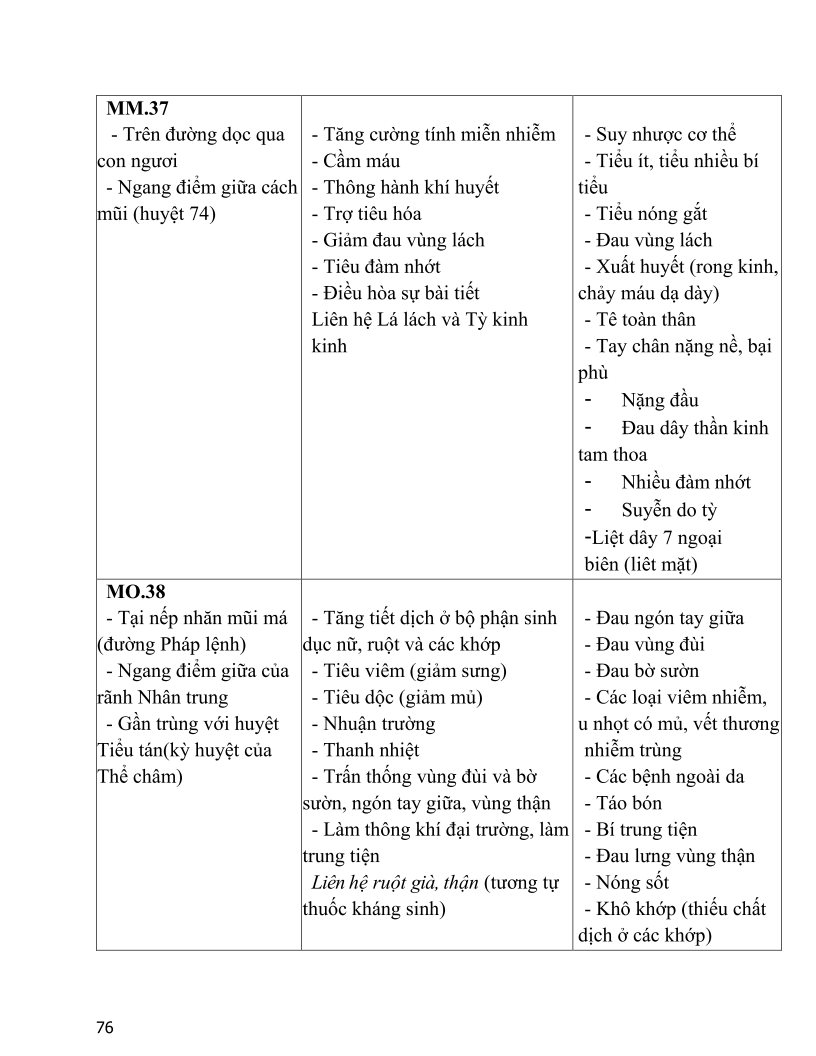 MM.37
- Trên đường dọc qua
con ngươi
- Ngang điểm giữa cách
mũi (huyệt 74)
- Tăng cường tính miễn nhiễm
- Cầm máu
- Thông hành khí huyết
- Trợ tiêu hóa
- Giảm đau vùng lách
- Tiêu đàm nhớt
- Điều hòa sự bài tiết
Liên hệ Lá lách và Tỳ kinh
kinh
- Suy nhược cơ thể
- Tiểu ít, tiểu nhiều bí
tiểu
- Tiểu nóng gắt
- Đau vùng lách
- Xuất huyết (rong kinh,
chảy máu dạ dày)
- Tê toàn thân
- Tay chân nặng nề, bại
phù
- Nặng đầu
- Đau dây thần kinh
tam thoa
- Nhiều đàm nhớt
- Suyễn do tỳ
-Liệt dây 7 ngoại
biên (liêt mặt)
MO.38
- Tại nếp nhăn mũi má
(đường Pháp lệnh)
- Ngang điểm giữa của
rãnh Nhân trung
- Gần trùng với huyệt
Tiểu tán(kỳ huyệt của
Thể châm)
- Tăng tiết dịch ở bộ phận sinh
dục nữ, ruột và các khớp
- Tiêu viêm (giảm sưng)
- Tiêu dộc (giảm mủ)
- Nhuận trường
- Thanh nhiệt
- Trấn thống vùng đùi và bờ
sườn, ngón tay giữa, vùng thận
- Làm thông khí đại trường, làm
trung tiện
Liên hệ ruột già, thận (tương tự
thuốc kháng sinh)
- Đau ngón tay giữa
- Đau vùng đùi
- Đau bờ sườn
- Các loại viêm nhiễm,
u nhọt có mủ, vết thương
nhiễm trùng
- Các bệnh ngoài da
- Táo bón
- Bí trung tiện
- Đau lưng vùng thận
- Nóng sốt
- Khô khớp (thiếu chất
dịch ở các khớp)
76